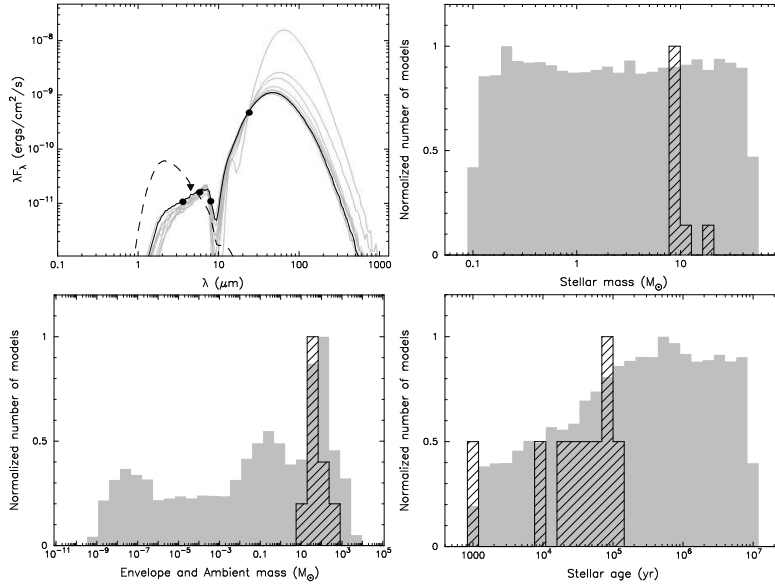 10⁻⁸
10⁻⁹
10⁻¹⁰
10⁻¹¹
λF_λ (ergs/cm²/s)
0.1 1 10 100 1000
λ (μm)
1
0.5
0
Normalized number of models
0.1 1 10
Stellar mass (M⊙)
1
0.5
0
Normalized number of models
10⁻¹¹ 10⁻⁹ 10⁻⁷ 10⁻⁵ 10⁻³ 0.1 10 10³ 10⁵
Envelope and Ambient mass (M⊙)
1
0.5
0
Normalized number of models
1000 10⁴ 10⁵ 10⁶ 10⁷
Stellar age (yr)